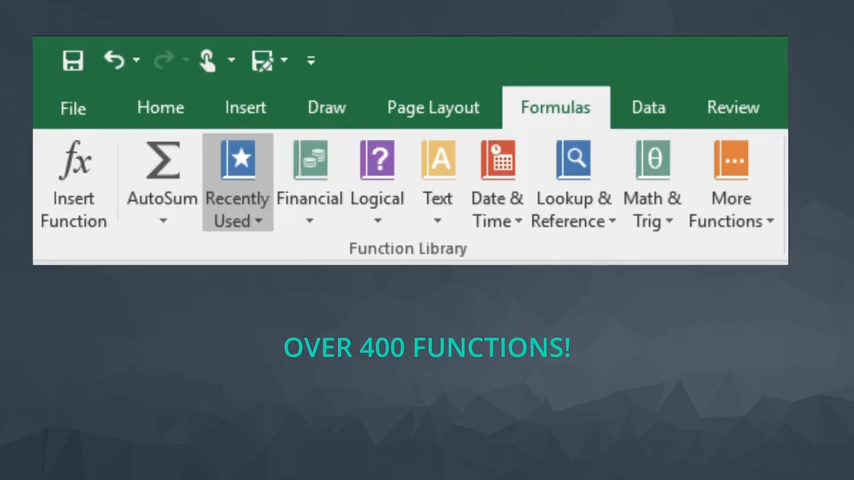 File Home Insert Draw Page Layout Formulas Data Review
fx Σ ? A θ
Insert AutoSum Recently Financial Logical Text Date & Lookup & Math & More
Function Used Time Reference Trig Functions
Function Library
OVER 400 FUNCTIONS!